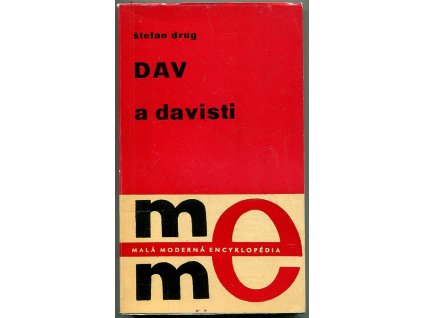 štefan drug
DAV
a davisti
m
e
MALÁ MODERNÁ ENCYKLOPÉDIA
m